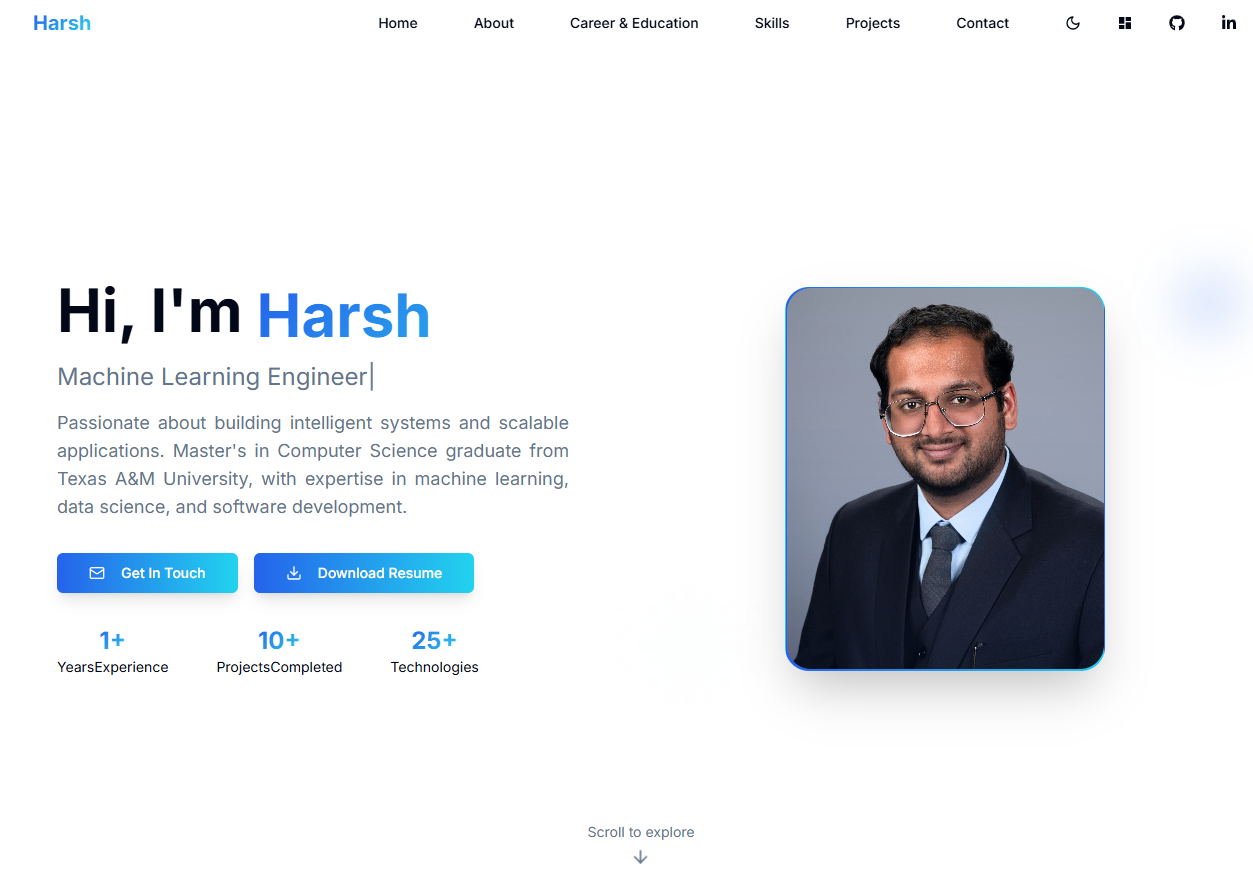 Harsh
Home About Career & Education Skills Projects Contact
Hi, I'm Harsh
Machine Learning Engineer|
Passionate about building intelligent systems and scalable
applications. Master's in Computer Science graduate from
Texas A&M University, with expertise in machine learning,
data science, and software development.
Get In Touch
Download Resume
1+ 10+ 25+
YearsExperience ProjectsCompleted Technologies
Scroll to explore